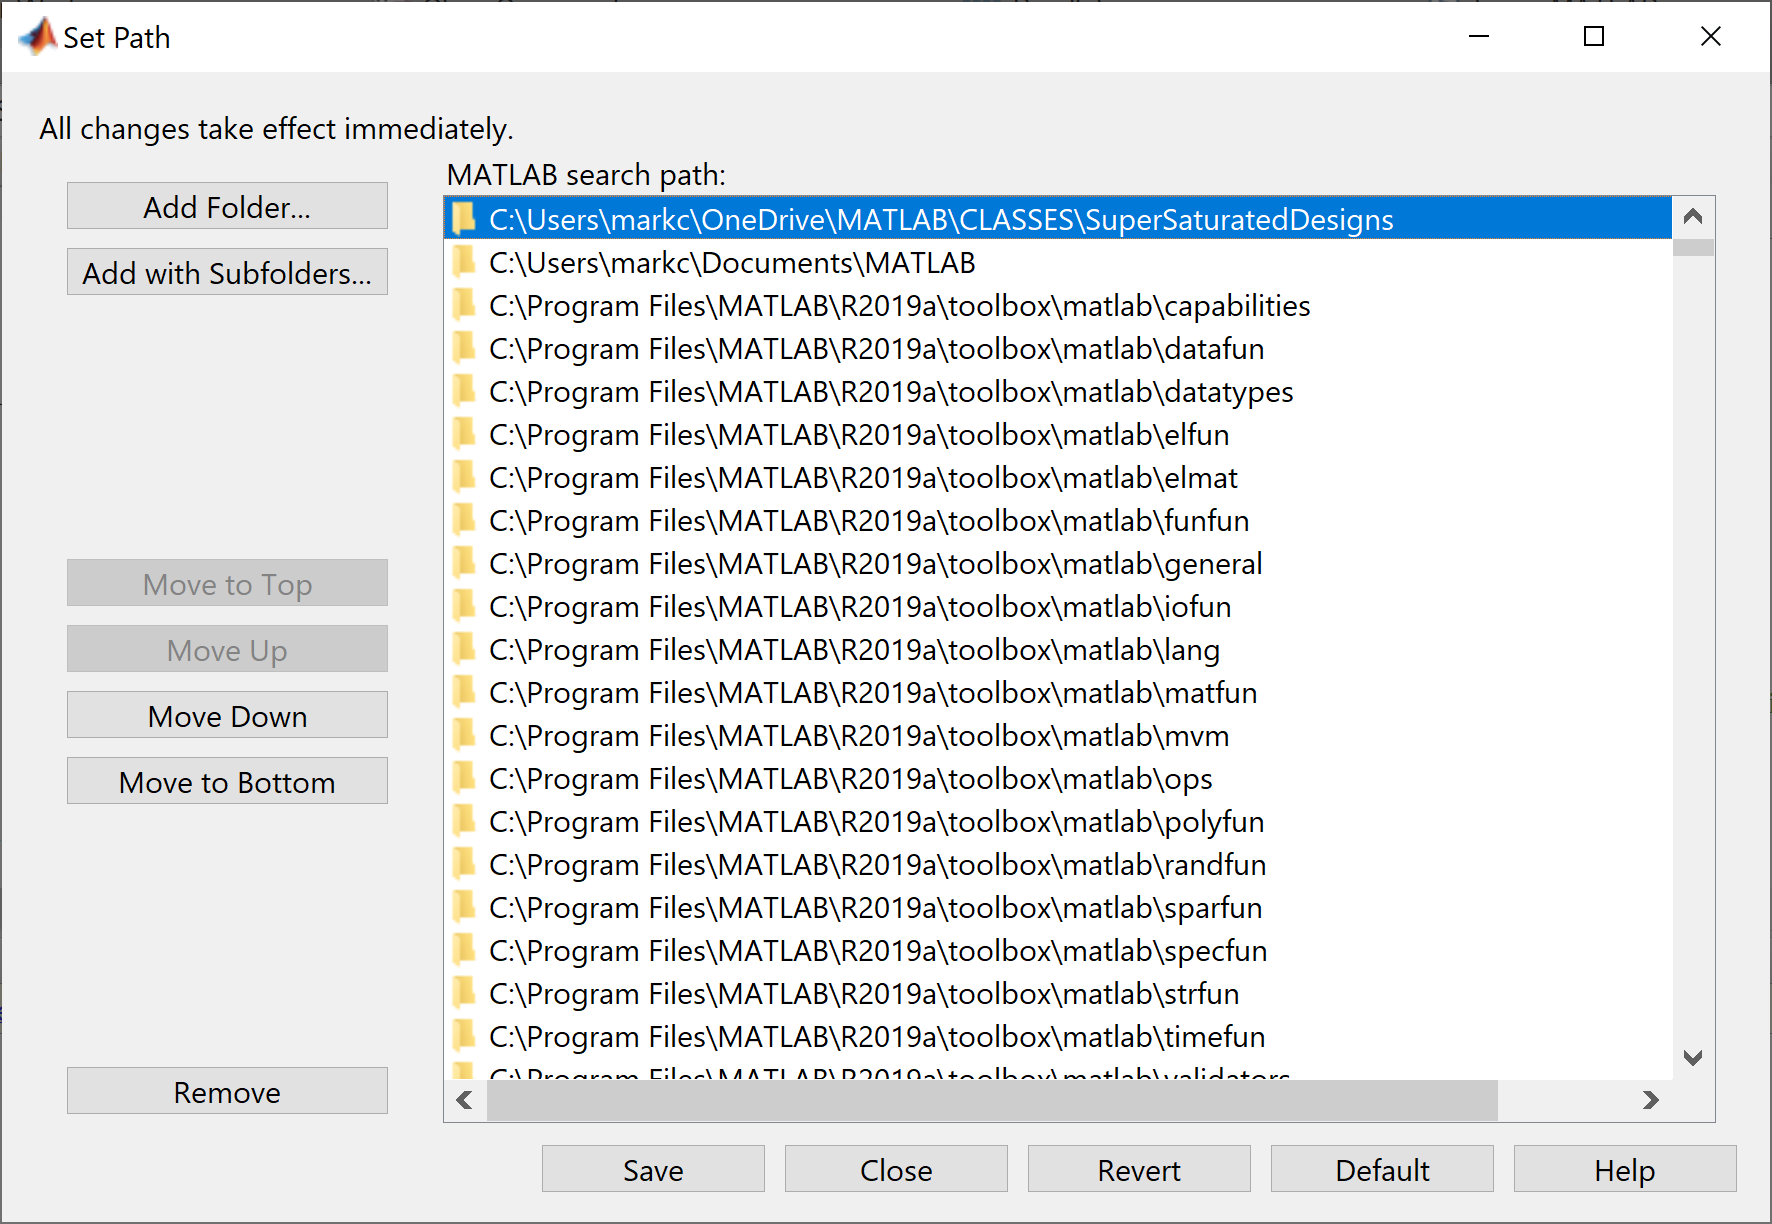 Set Path
All changes take effect immediately.
MATLAB search path:
Add Folder...
Add with Subfolders...
Move to Top
Move Up
Move Down
Move to Bottom
Remove
C:\Users\markc\OneDrive\MATLAB\CLASSES\SuperSaturatedDesigns
C:\Users\markc\Documents\MATLAB
C:\Program Files\MATLAB\R2019a\toolbox\matlab\capabilities
C:\Program Files\MATLAB\R2019a\toolbox\matlab\datafun
C:\Program Files\MATLAB\R2019a\toolbox\matlab\datatypes
C:\Program Files\MATLAB\R2019a\toolbox\matlab\elfun
C:\Program Files\MATLAB\R2019a\toolbox\matlab\elmat
C:\Program Files\MATLAB\R2019a\toolbox\matlab\funfun
C:\Program Files\MATLAB\R2019a\toolbox\matlab\general
C:\Program Files\MATLAB\R2019a\toolbox\matlab\iofun
C:\Program Files\MATLAB\R2019a\toolbox\matlab\lang
C:\Program Files\MATLAB\R2019a\toolbox\matlab\matfun
C:\Program Files\MATLAB\R2019a\toolbox\matlab\mvm
C:\Program Files\MATLAB\R2019a\toolbox\matlab\ops
C:\Program Files\MATLAB\R2019a\toolbox\matlab\polyfun
C:\Program Files\MATLAB\R2019a\toolbox\matlab\randfun
C:\Program Files\MATLAB\R2019a\toolbox\matlab\sparfun
C:\Program Files\MATLAB\R2019a\toolbox\matlab\specfun
C:\Program Files\MATLAB\R2019a\toolbox\matlab\strfun
C:\Program Files\MATLAB\R2019a\toolbox\matlab\timefun
C:\Program Files\MATLAB\R2019a\toolbox\matlab\validators
Save
Close
Revert
Default
Help